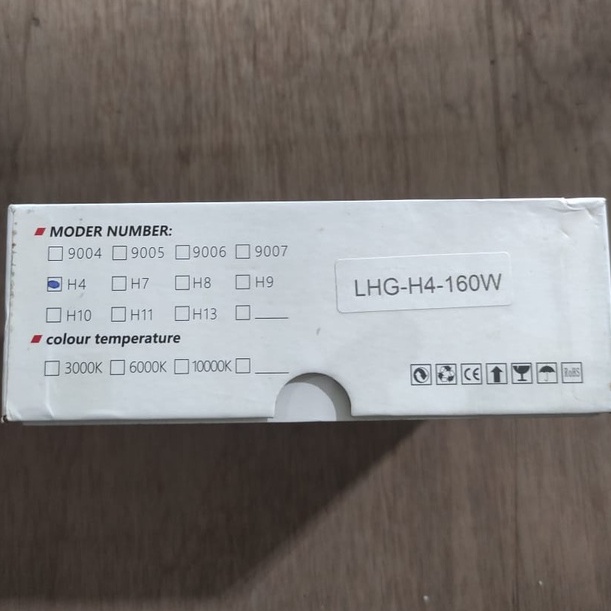 MODER NUMBER:
9004 9005 9006 9007
H4 H7 H8 H9
H10 H11 H13
colour temperature
3000K 6000K 10000K
LHG-H4-160W
CE RoHS